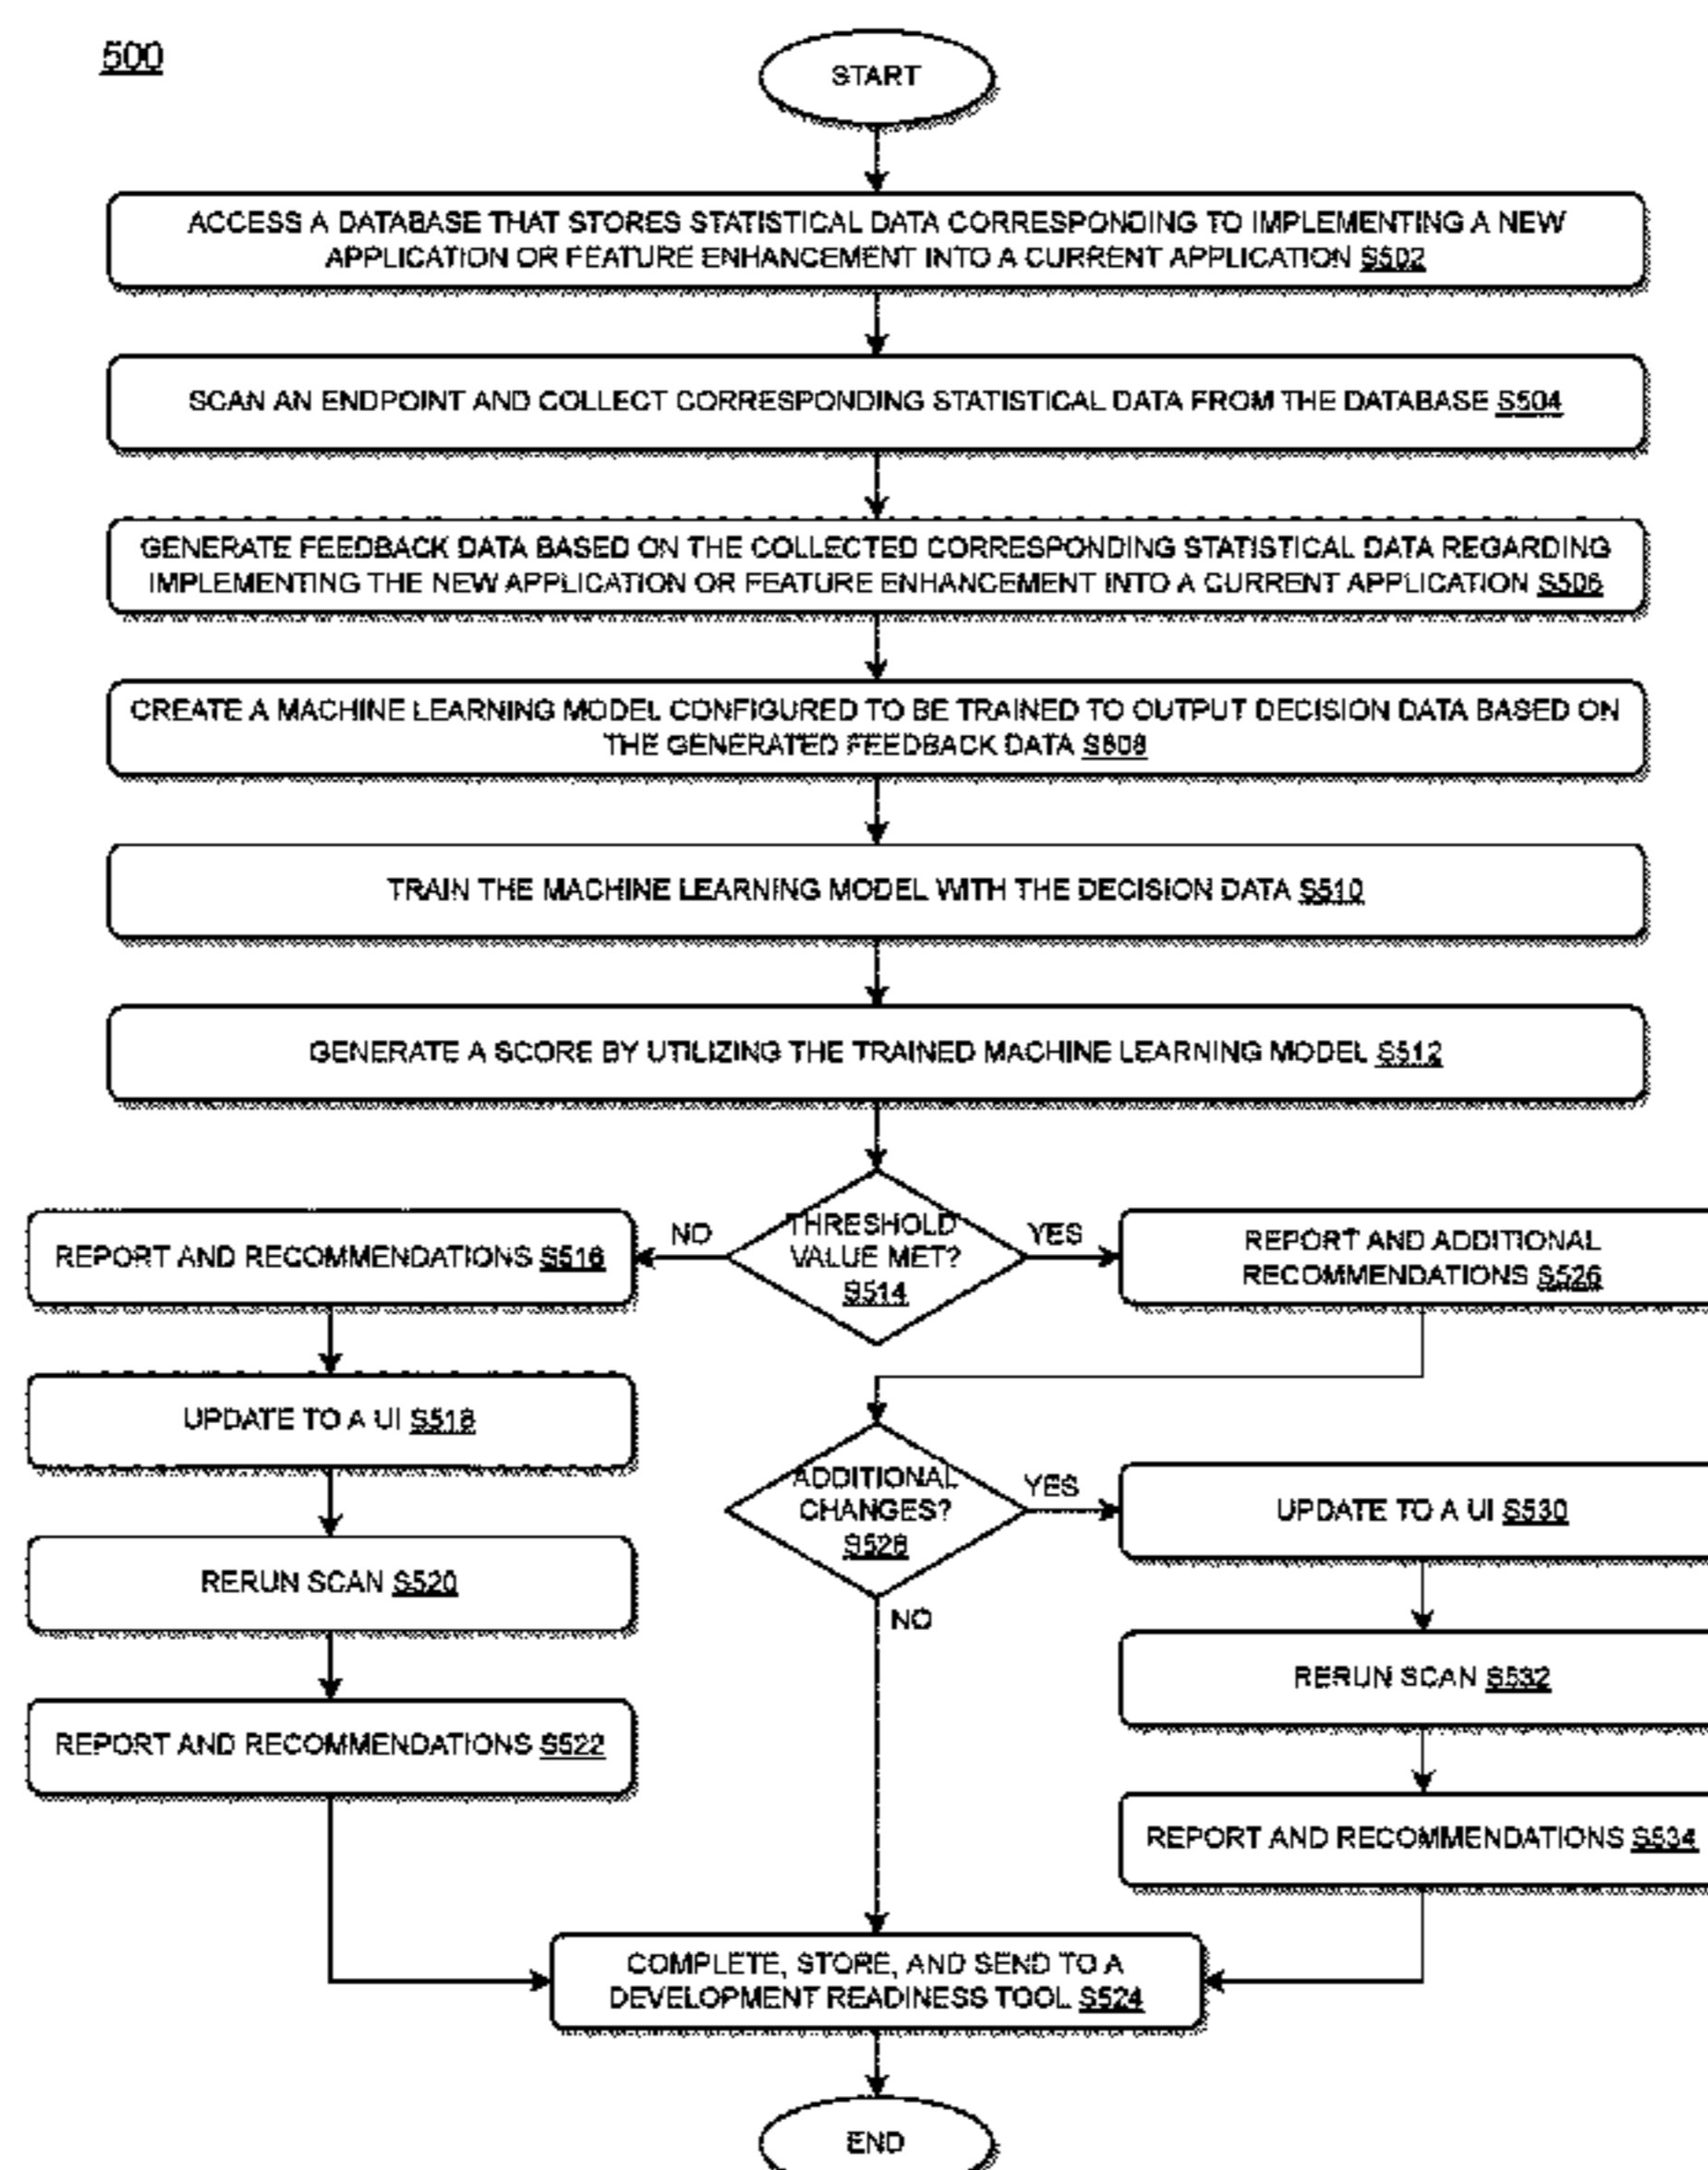 500
START
ACCESS A DATABASE THAT STORES STATISTICAL DATA CORRESPONDING TO IMPLEMENTING A NEW
APPLICATION OR FEATURE ENHANCEMENT INTO A CURRENT APPLICATION S502
SCAN AN ENDPOINT AND COLLECT CORRESPONDING STATISTICAL DATA FROM THE DATABASE S504
GENERATE FEEDBACK DATA BASED ON THE COLLECTED CORRESPONDING STATISTICAL DATA REGARDING
IMPLEMENTING THE NEW APPLICATION OR FEATURE ENHANCEMENT INTO A CURRENT APPLICATION S506
CREATE A MACHINE LEARNING MODEL CONFIGURED TO BE TRAINED TO OUTPUT DECISION DATA BASED ON
THE GENERATED FEEDBACK DATA S508
TRAIN THE MACHINE LEARNING MODEL WITH THE DECISION DATA S510
GENERATE A SCORE BY UTILIZING THE TRAINED MACHINE LEARNING MODEL S512
THRESHOLD
VALUE MET?
S514
NO
YES
REPORT AND RECOMMENDATIONS S516
REPORT AND ADDITIONAL
RECOMMENDATIONS S526
UPDATE TO A UI S518
ADDITIONAL
CHANGES?
S528
YES
NO
UPDATE TO A UI S530
RERUN SCAN S520
RERUN SCAN S532
REPORT AND RECOMMENDATIONS S522
REPORT AND RECOMMENDATIONS S534
COMPLETE, STORE, AND SEND TO A
DEVELOPMENT READINESS TOOL S524
END